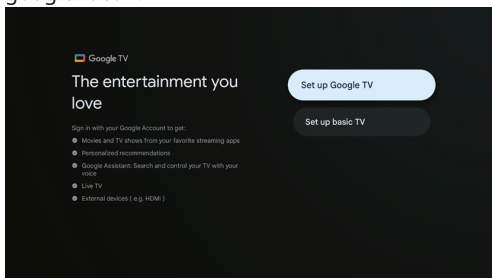 Google TV
The entertainment you
love
Sign in with your Google Account to get:
Movies and TV shows from your favorite streaming apps
Personalized recommendations
Google Assistant: Search and control your TV with your
voice
Live TV
External devices ( e.g. HDMI )
Set up Google TV
Set up basic TV